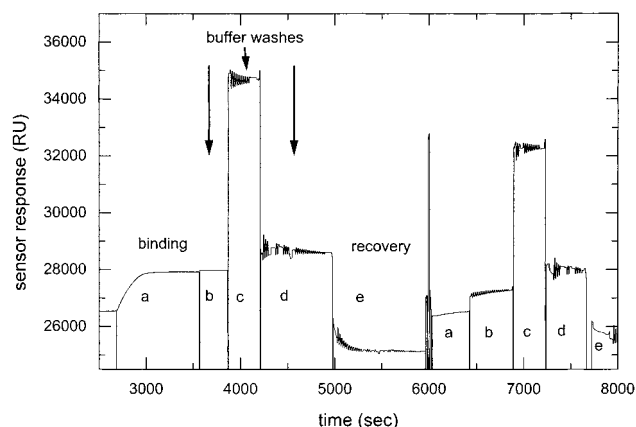 36000
34000
32000
30000
28000
26000
sensor response (RU)
buffer washes
binding
recovery
a
b
c
d
e
a
b
c
d
e
3000
4000
5000
6000
7000
8000
time (sec)